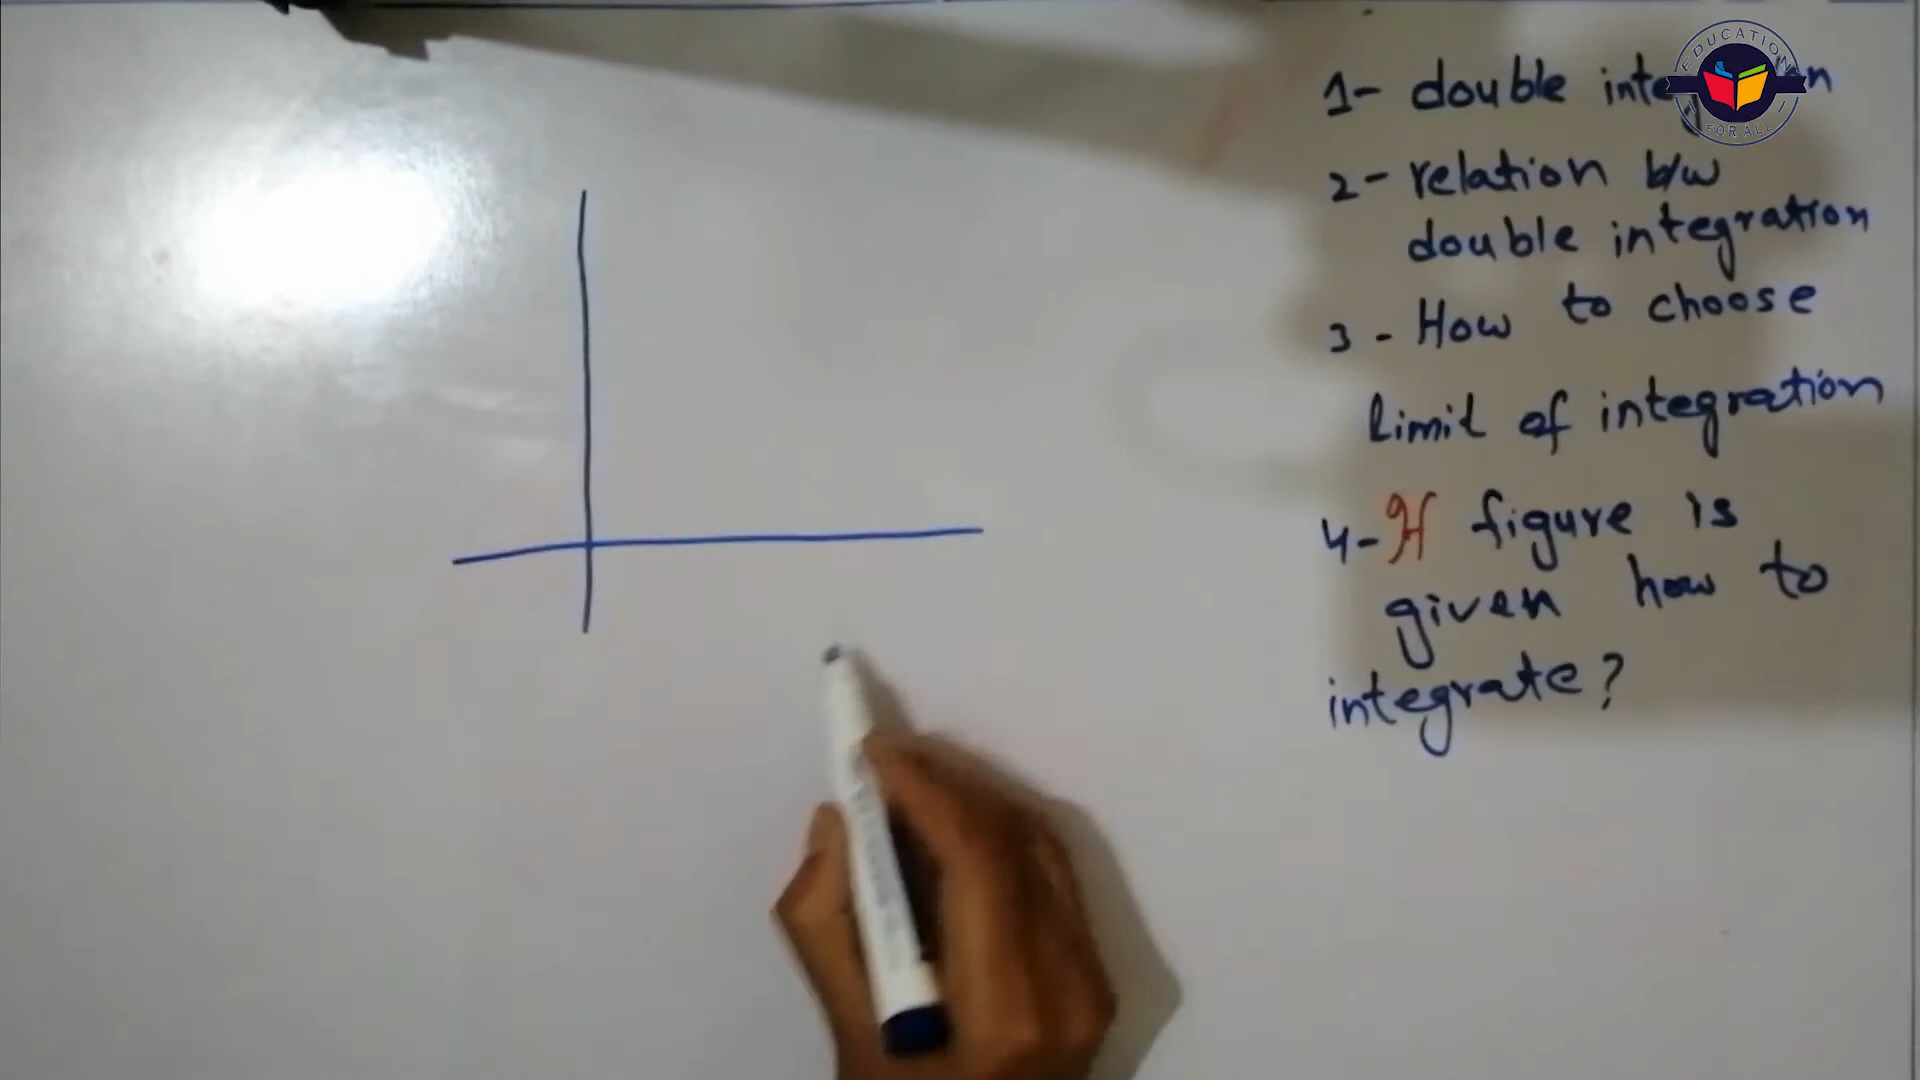 1- double integration
2- relation b/w
double integration
3 - How to choose
limit of integration
4- If figure is
given how to
integrate?
EDUCATION
FOR ALL